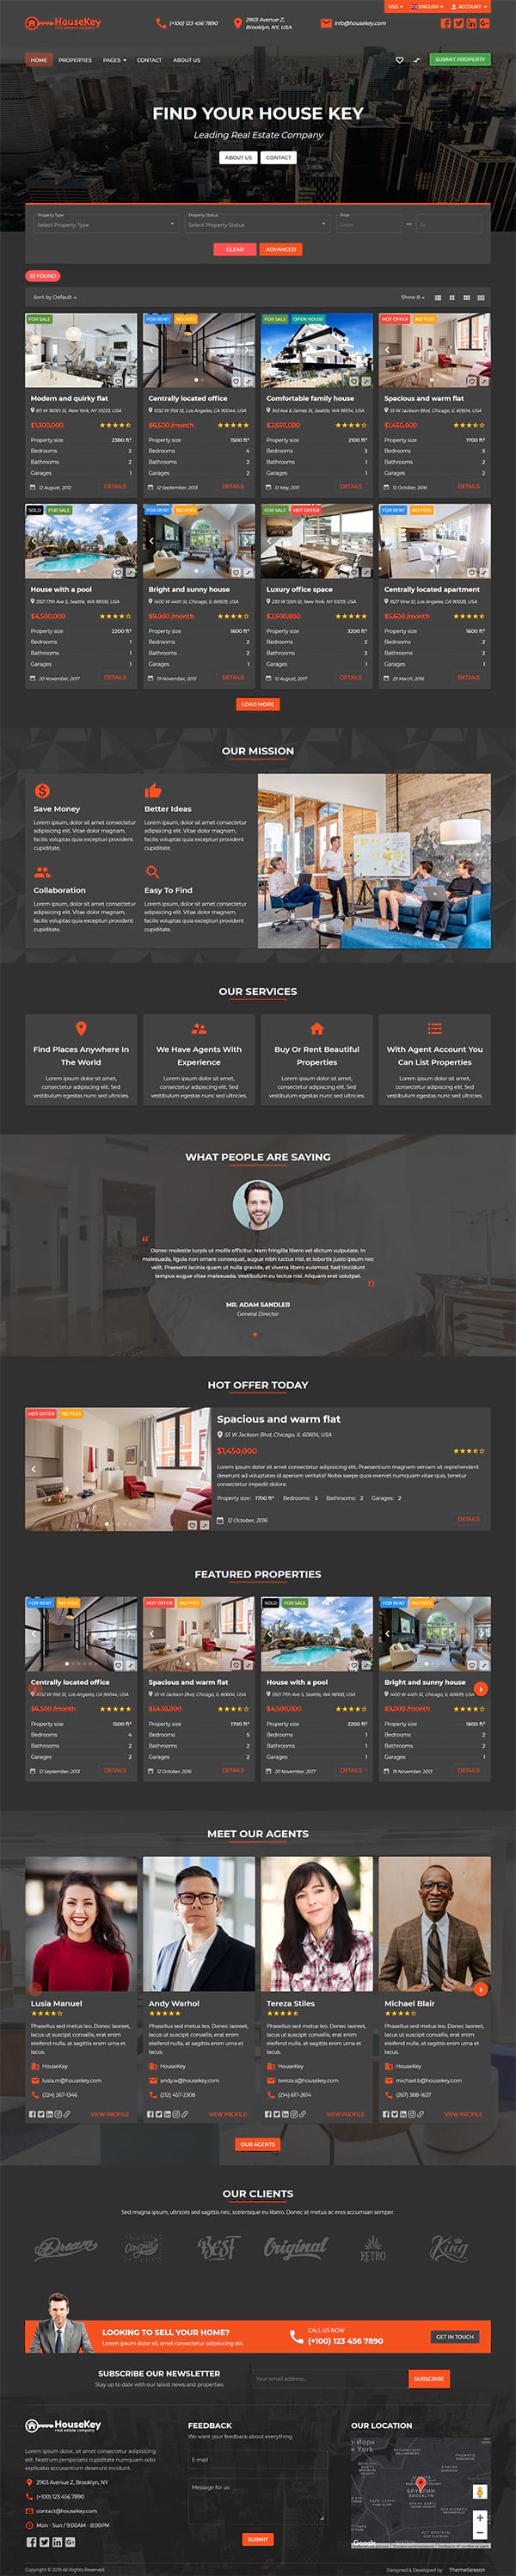 USD ENGLISH ACCOUNT
HouseKey
real estate company
(+100) 123 456 7890
2903 Avenue Z,
Brooklyn, NY, USA
info@housekey.com
HOME PROPERTIES PAGES CONTACT ABOUT US
SUBMIT PROPERTY
FIND YOUR HOUSE KEY
Leading Real Estate Company
ABOUT US CONTACT
Property Type Property Status Price
Select Property Type Select Property Status From To
CLEAR ADVANCED
32 FOUND
Sort by Default Show 8
FOR SALE FOR RENT NO FEES FOR SALE OPEN HOUSE HOT OFFER NO FEES
Modern and quirky flat Centrally located office Comfortable family house Spacious and warm flat
1052 W 91st St, Los Angeles, CA 90044, USA 3rd Ave & James St, Seattle, WA 98104, USA 55 W Jackson Blvd, Chicago, IL 60604, USA
$1,300,000 $6,500 /month $2,550,000 $1,450,000
Property size 2380 ft² Property size 1500 ft² Property size 2100 ft² Property size 1700 ft²
Bedrooms 2 Bedrooms 4 Bedrooms 3 Bedrooms 5
Bathrooms 2 Bathrooms 2 Bathrooms 1 Bathrooms 2
Garages 1 Garages 2 Garages 1 Garages 2
12 August, 2012 DETAILS 12 September, 2013 DETAILS 12 May, 2011 DETAILS 12 October, 2016 DETAILS
SOLD FOR SALE FOR RENT NO FEES FOR SALE HOT OFFER FOR RENT NO FEES
House with a pool Bright and sunny house Luxury office space Centrally located apartment
5521 17th Ave S, Seattle, WA 98108, USA 1400 W 44th St, Chicago, IL 60609, USA 230 W 55th St, New York, NY 10019, USA 1627 Vine St, Los Angeles, CA 90028, USA
$4,500,000 $9,000 /month $2,500,000 $5,600 /month
Property size 2200 ft² Property size 1600 ft² Property size 3200 ft² Property size 1600 ft²
Bedrooms 1 Bedrooms 2 Bedrooms 2 Bedrooms 2
Bathrooms 1 Bathrooms 2 Bathrooms 2 Bathrooms 1
Garages 1 Garages 1 Garages 2 Garages 1
20 November, 2017 DETAILS 19 November, 2013 DETAILS 12 August, 2017 DETAILS 29 March, 2016 DETAILS
LOAD MORE
OUR MISSION
Save Money Better Ideas
Lorem ipsum, dolor sit amet consectetur Lorem ipsum, dolor sit amet consectetur
adipisicing elit. Vitae dolor magnam, adipisicing elit. Vitae dolor magnam,
facilis voluptas quia excepturi provident facilis voluptas quia excepturi provident
cupiditate. cupiditate.
Collaboration Easy To Find
Lorem ipsum, dolor sit amet consectetur Lorem ipsum, dolor sit amet consectetur
adipisicing elit. Vitae dolor magnam, adipisicing elit. Vitae dolor magnam,
facilis voluptas quia excepturi provident facilis voluptas quia excepturi provident
cupiditate. cupiditate.
OUR SERVICES
Find Places Anywhere In We Have Agents With Buy Or Rent Beautiful With Agent Account You
The World Experience Properties Can List Properties
Lorem ipsum dolor sit amet, Lorem ipsum dolor sit amet, Lorem ipsum dolor sit amet, Lorem ipsum dolor sit amet,
consectetur adipiscing elit. Sed consectetur adipiscing elit. Sed consectetur adipiscing elit. Sed consectetur adipiscing elit. Sed
vestibulum egestas nunc sed ultricies. vestibulum egestas nunc sed ultricies. vestibulum egestas nunc sed ultricies. vestibulum egestas nunc sed ultricies.
WHAT PEOPLE ARE SAYING
Donec molestie turpis ut mollis efficitur. Nam fringilla libero vel dictum vulputate. In
malesuada, ligula non ornare consequat, augue nibh luctus nisl, et lobortis justo ipsum nec
velit. Praesent lacinia quam ut nulla gravida, at viverra libero euismod. Sed tincidunt
tempus augue vitae malesuada. Vestibulum eu lectus nisi. Aliquam erat volutpat.
MR. ADAM SANDLER
General Director
HOT OFFER TODAY
HOT OFFER NO FEES
Spacious and warm flat
55 W Jackson Blvd, Chicago, IL 60604, USA
$1,450,000
Lorem ipsum dolor sit amet consectetur adipisicing elit. Praesentium magnam veniam sit reprehenderit
deserunt ad voluptates id aperiam veritatis! Nobis saepe quos eveniet numquam vitae quis, tenetur
consectetur impedit dolore.
Property size: 1700 ft² Bedrooms: 5 Bathrooms: 2 Garages: 2
12 October, 2016 DETAILS
FEATURED PROPERTIES
FOR RENT NO FEES HOT OFFER NO FEES SOLD FOR SALE FOR RENT NO FEES
Centrally located office Spacious and warm flat House with a pool Bright and sunny house
1052 W 91st St, Los Angeles, CA 90044, USA 55 W Jackson Blvd, Chicago, IL 60604, USA 5521 17th Ave S, Seattle, WA 98108, USA 1400 W 44th St, Chicago, IL 60609, USA
$6,500 /month $1,450,000 $4,500,000 $9,000 /month
Property size 1500 ft² Property size 1700 ft² Property size 2200 ft² Property size 1600 ft²
Bedrooms 4 Bedrooms 5 Bedrooms 1 Bedrooms 2
Bathrooms 2 Bathrooms 2 Bathrooms 1 Bathrooms 2
Garages 2 Garages 2 Garages 1 Garages 1
12 September, 2013 DETAILS 12 October, 2016 DETAILS 20 November, 2017 DETAILS 19 November, 2013 DETAILS
MEET OUR AGENTS
Lusia Manuel Andy Warhol Tereza Stiles Michael Blair
Phasellus sed metus leo. Donec laoreet, Phasellus sed metus leo. Donec laoreet, Phasellus sed metus leo. Donec laoreet, Phasellus sed metus leo. Donec laoreet,
lacus ut suscipit convallis, erat enim lacus ut suscipit convallis, erat enim lacus ut suscipit convallis, erat enim lacus ut suscipit convallis, erat enim
eleifend nulla, at sagittis enim urna et eleifend nulla, at sagittis enim urna et eleifend nulla, at sagittis enim urna et eleifend nulla, at sagittis enim urna et
lacus. lacus. lacus. lacus.
HouseKey HouseKey HouseKey HouseKey
lusia.m@housekey.com andy.w@housekey.com tereza.s@housekey.com michael.b@housekey.com
(224) 267-1346 (212) 457-2308 (214) 617-2614 (267) 388-1637
VIEW PROFILE VIEW PROFILE VIEW PROFILE VIEW PROFILE
OUR AGENTS
OUR CLIENTS
Sed magna ipsum, ultricies sed sagittis nec, scelerisque eu libero. Donec at metus ac eros accumsan semper.
Dream Congrats BEST Original RETRO King
LOOKING TO SELL YOUR HOME?
Lorem ipsum dolor sit, amet consectetur adipisicing elit.
CALL US NOW
(+100) 123 456 7890
GET IN TOUCH
SUBSCRIBE OUR NEWSLETTER
Stay up to date with our latest news and properties
Your email address...
SUBSCRIBE
HouseKey
real estate company
Lorem ipsum dolor sit amet, consectetur adipisicing
elit. Nostrum perspiciatis cupiditate est optio dolor
explicabo accusantium deserunt incidunt.
2903 Avenue Z, Brooklyn, NY
(+100) 123 456 7890
contact@housekey.com
Mon - Sun / 9:00AM - 8:00PM
FEEDBACK
We want your feedback about everything
E-mail
Message for us
SUBMIT
OUR LOCATION
Google
Copyright © 2019 All Rights Reserved
Designed & Developed by ThemeSeason